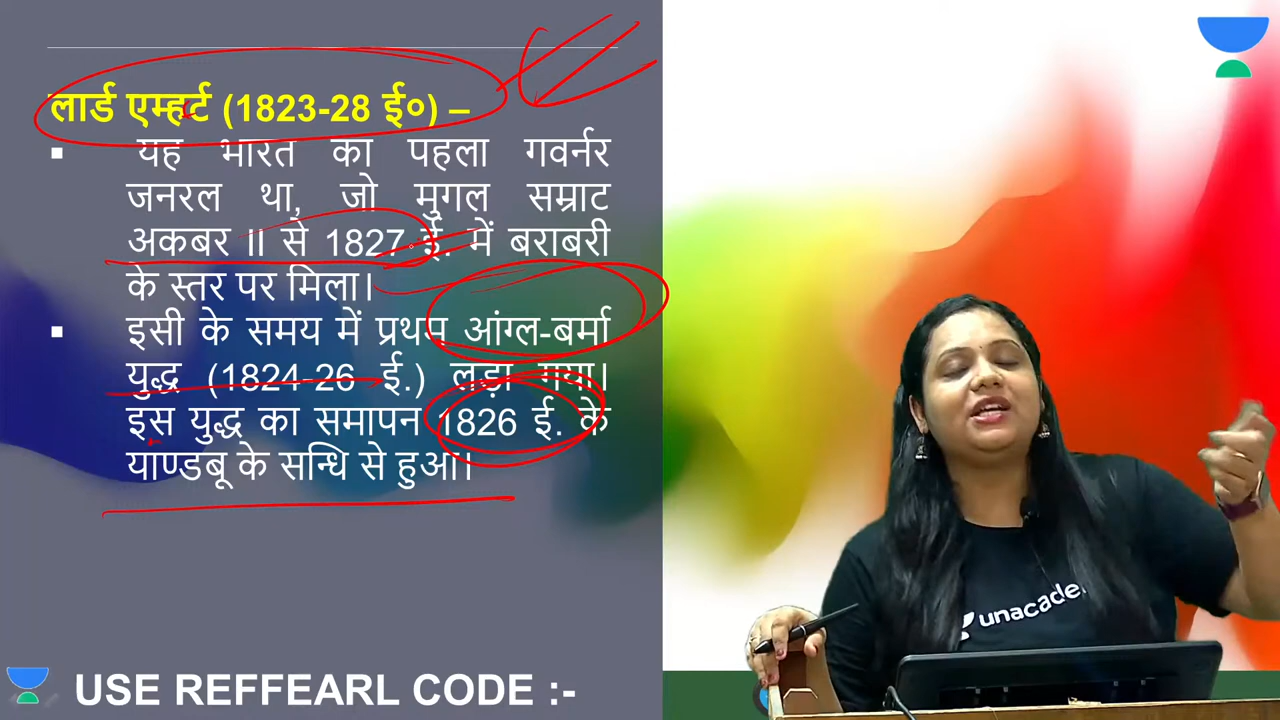 लार्ड एम्हर्ट (1823-28 ई०) –
▪ यह भारत का पहला गवर्नर
जनरल था, जो मुगल सम्राट
अकबर II से 1827 ई. में बराबरी
के स्तर पर मिला।
▪ इसी के समय में प्रथम आंग्ल-बर्मा
युद्ध (1824-26 ई.) लड़ा गया।
इस युद्ध का समापन 1826 ई. के
याण्डबू के सन्धि से हुआ।
unacade
USE REFFEARL CODE :-